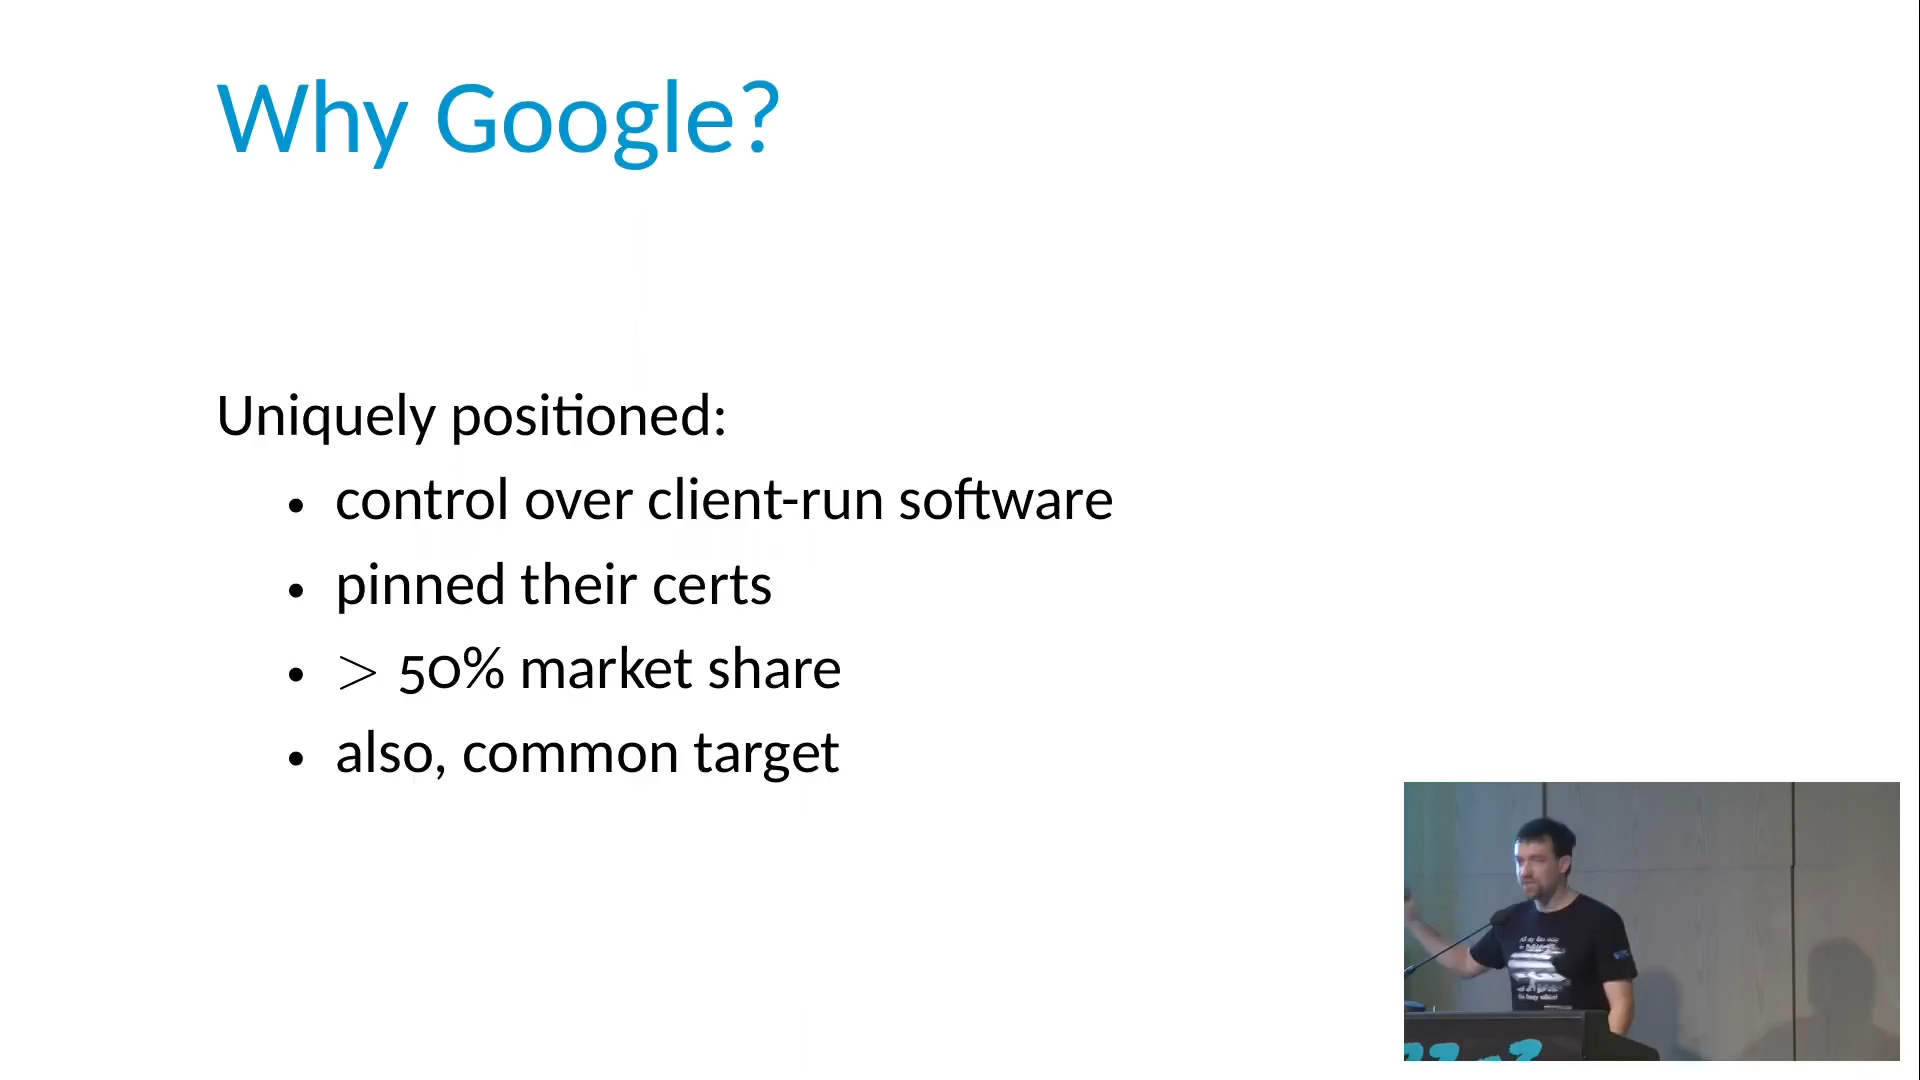 Why Google?
Uniquely positioned:
• control over client-run software
• pinned their certs
• > 50% market share
• also, common target